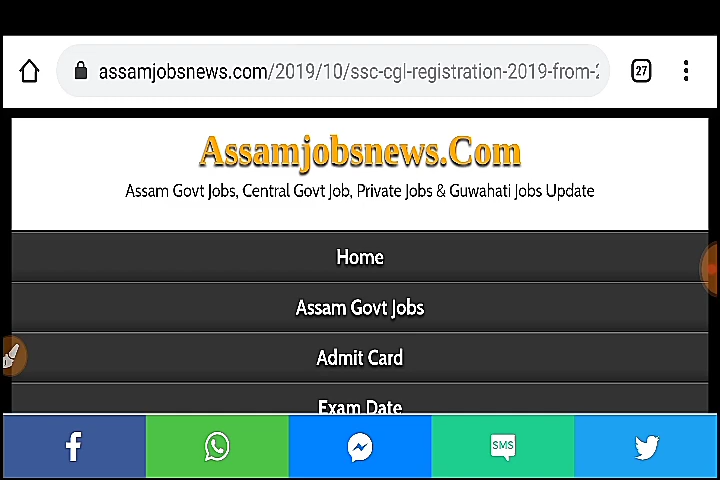 assamjobsnews.com/2019/10/ssc-cgl-registration-2019-from-2
27
Assamjobsnews.Com
Assam Govt Jobs, Central Govt Job, Private Jobs & Guwahati Jobs Update
Home
Assam Govt Jobs
Admit Card
Exam Date
SMS